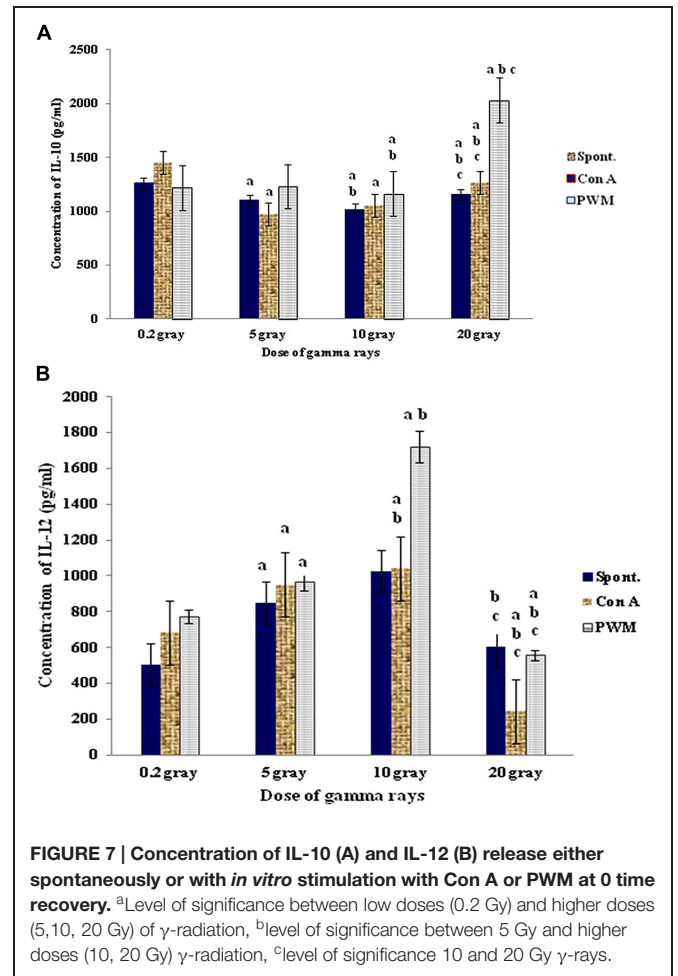 A
2500
2000
1500
1000
500
0
Concentration of IL-10 (pg/ml)
a
a
a
b
a
a
b
a
b
c
a
b
c
a b c
0.2 gray
5 gray
10 gray
20 gray
Dose of gamma rays
Spont.
Con A
PWM
B
2000
1800
1600
1400
1200
1000
800
600
400
200
0
Concentration of IL-12 (pg/ml)
a
a
a
a
b
a b
b
c
a
b
c
a
b
c
0.2 gray
5 gray
10 gray
20 gray
Dose of gamma rays
Spont.
Con A
PWM
FIGURE 7 | Concentration of IL-10 (A) and IL-12 (B) release either
spontaneously or with in vitro stimulation with Con A or PWM at 0 time
recovery. aLevel of significance between low doses (0.2 Gy) and higher doses
(5,10, 20 Gy) of γ-radiation, blevel of significance between 5 Gy and higher
doses (10, 20 Gy) γ-radiation, clevel of significance 10 and 20 Gy γ-rays.